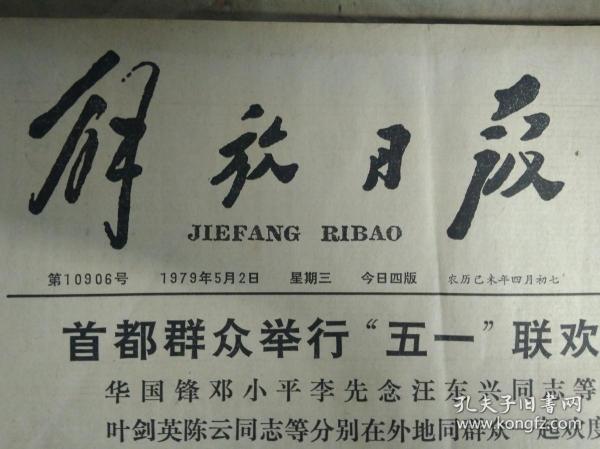 解放日报
JIEFANG RIBAO
第10906号 1979年5月2日 星期三 今日四版 农历己未年四月初七
首都群众举行“五一”联欢
华国锋邓小平李先念汪东兴同志等
叶剑英陈云同志等分别在外地同群众一起欢度
孔夫子旧书网